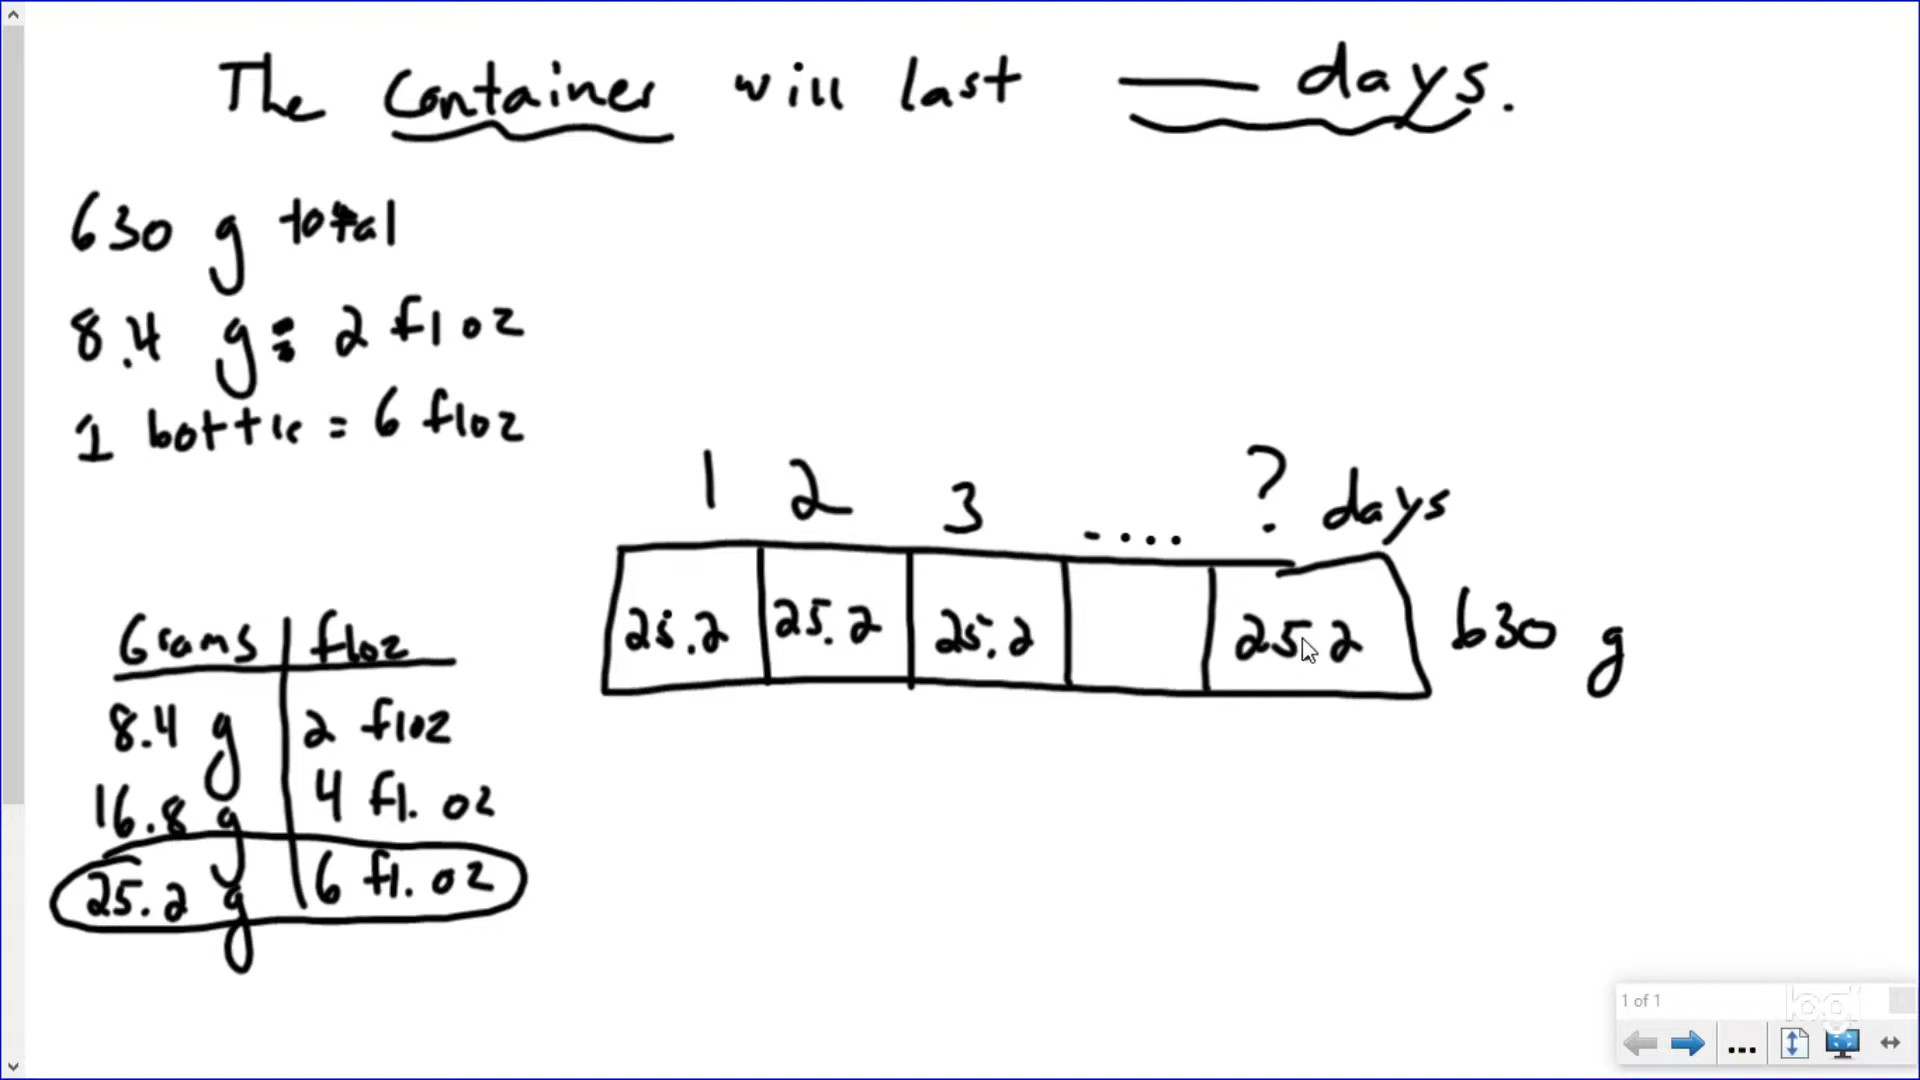 The container will last ___ days.
630 g total
8.4 g = 2 fl oz
1 bottle = 6 fl oz
1 2 3 .... ? days
25.2 25.2 25.2 25.2 630 g
Grams fl oz
8.4 g 2 fl oz
16.8 g 4 fl. oz
25.2 g 6 fl. oz
1 of 1
logi
...